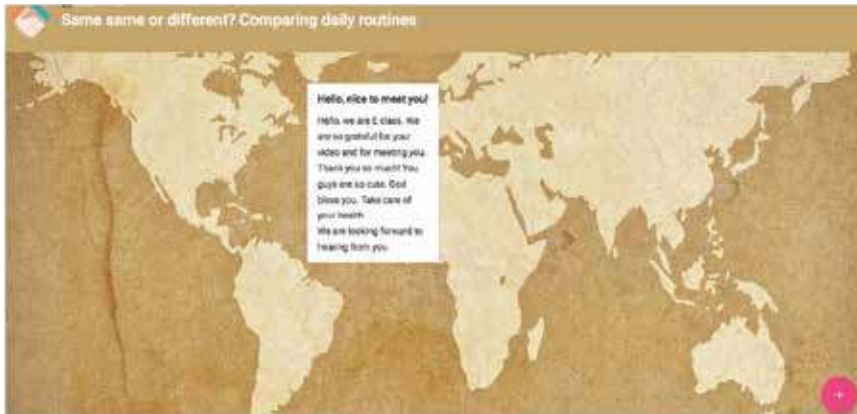 Same same or different? Comparing daily routines
Hello, nice to meet you!
Hello, we are E class. We
are so grateful for your
video and for meeting you.
Thank you so much! You
guys are so cute. God
bless you. Take care of
your health.
We are looking forward to
hearing from you.